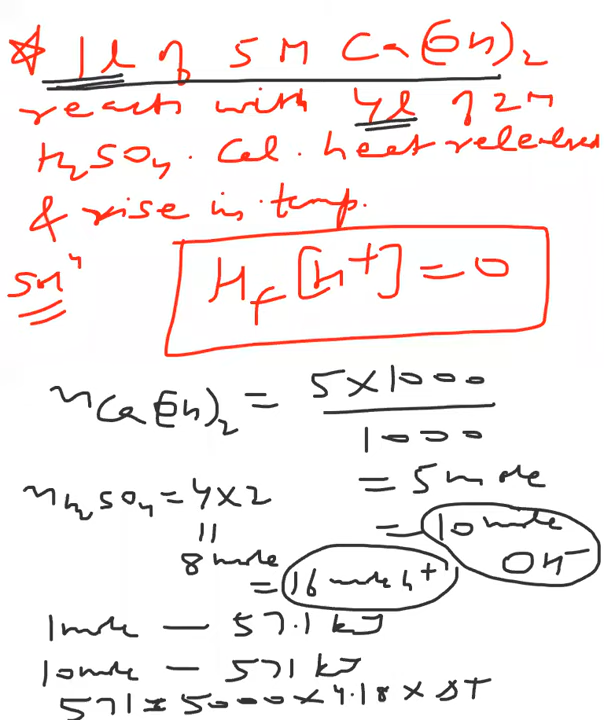 ☆ 1l of 5 M Ca(OH)2
reacts with 4l of 2M
H2SO4. Cal. heat released
& rise in temp.
Soln
Hf[H+] = 0
nCa(OH)2 = 5×1000
1000
= 5 mole
nH2SO4 = 4×2
= 10 mole
OH-
||
8 mole
= 16 mole H+
1 mole — 57.1 kJ
10 mole — 571 kJ
571 = 5000×4.18×ΔT